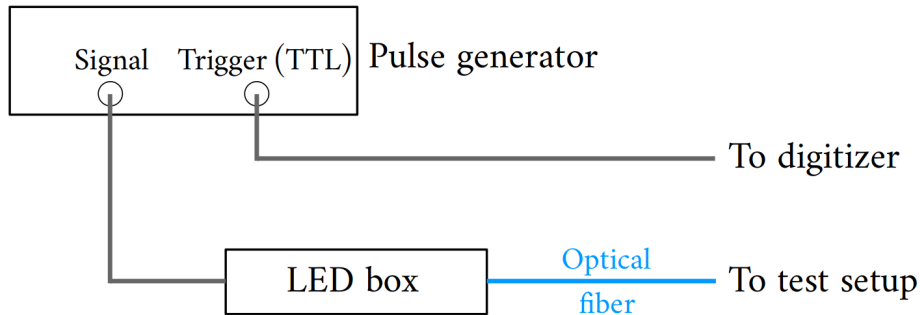 Signal Trigger (TTL) Pulse generator
To digitizer
LED box
Optical
fiber
To test setup